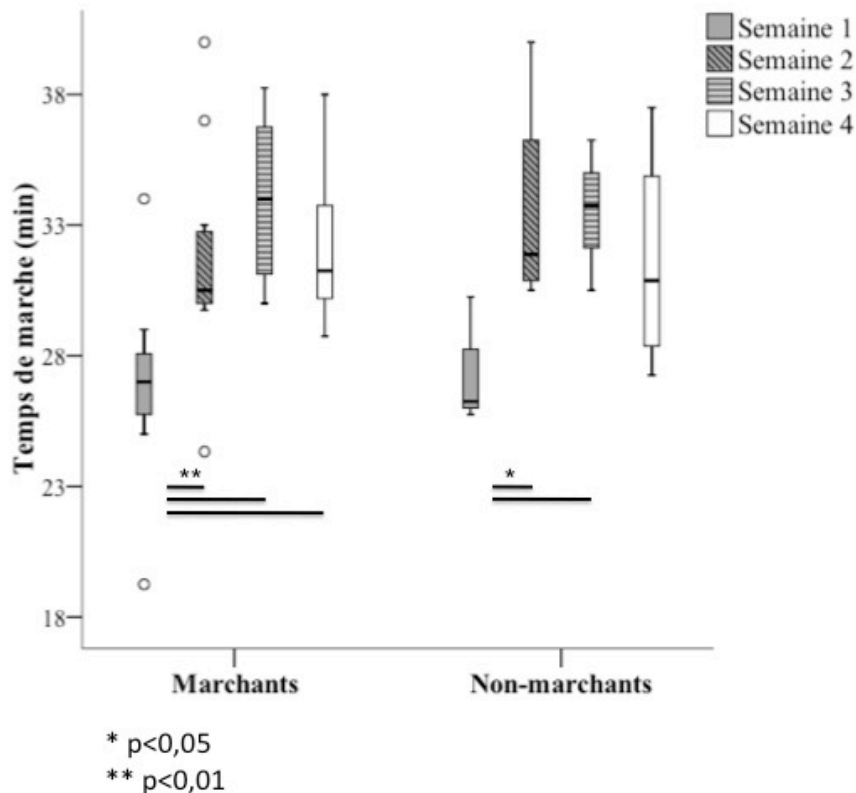 Semaine 1
Semaine 2
Semaine 3
Semaine 4
Temps de marche (min)
38
33
28
23
18
**
*
Marchants
Non-marchants
* p<0,05
** p<0,01